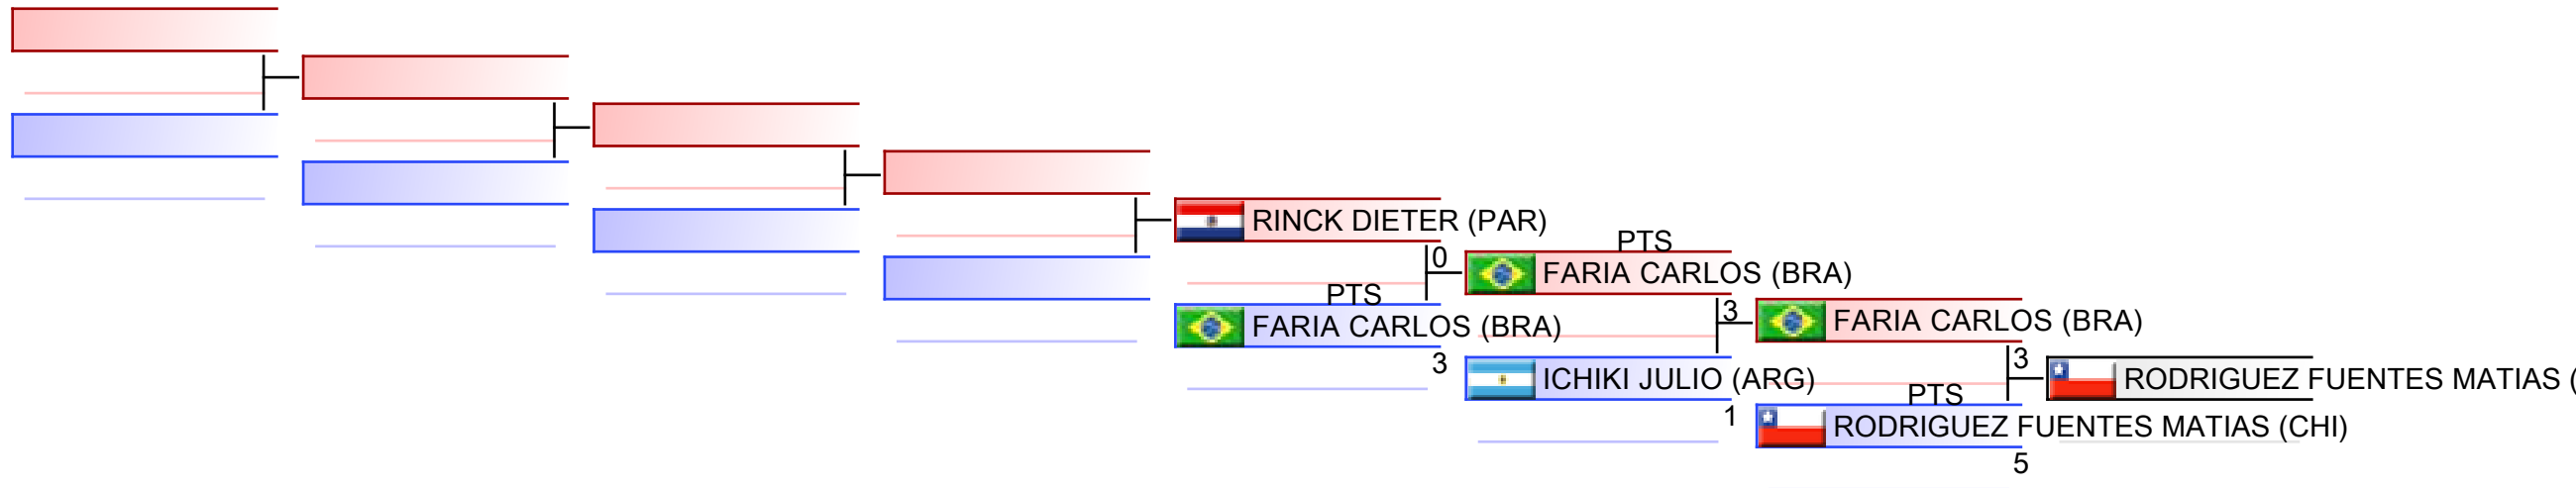 RINCK DIETER (PAR)
0
PTS
FARIA CARLOS (BRA)
3
PTS
FARIA CARLOS (BRA)
3
ICHIKI JULIO (ARG)
1
FARIA CARLOS (BRA)
3
PTS
RODRIGUEZ FUENTES MATIAS (CHI)
5
RODRIGUEZ FUENTES MATIAS (